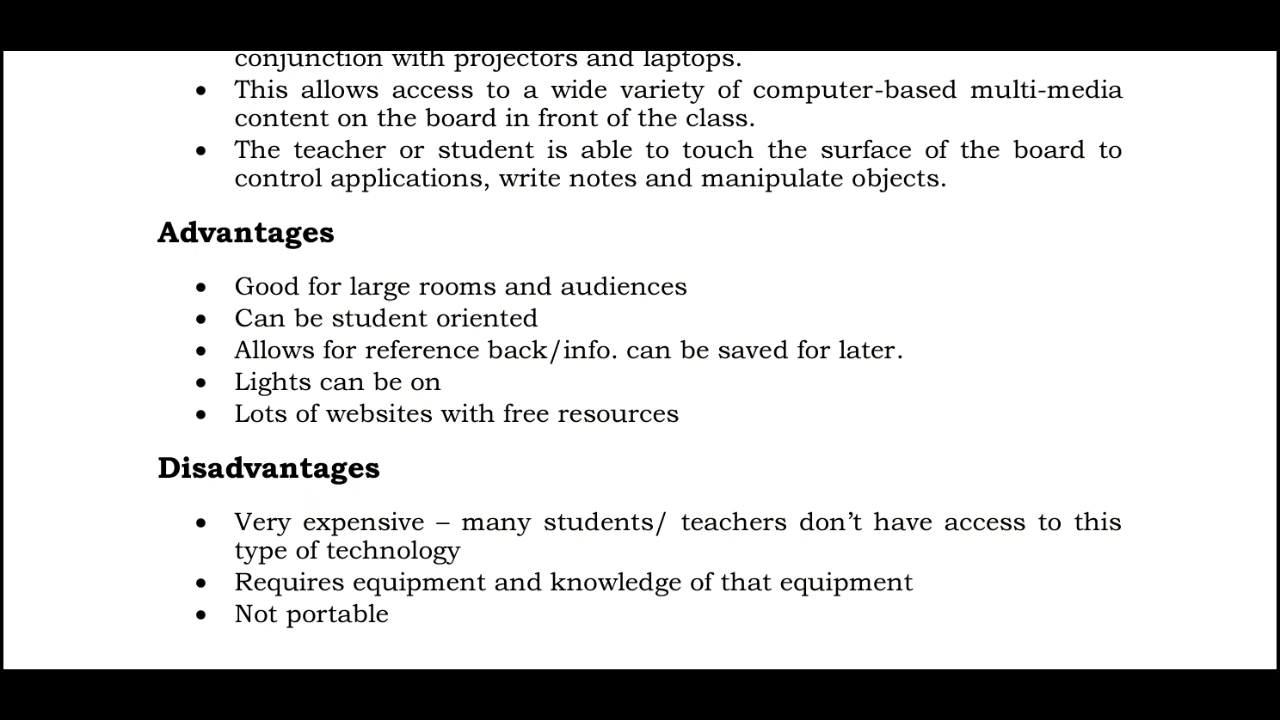 conjunction with projectors and laptops.
• This allows access to a wide variety of computer-based multi-media
content on the board in front of the class.
• The teacher or student is able to touch the surface of the board to
control applications, write notes and manipulate objects.
Advantages
• Good for large rooms and audiences
• Can be student oriented
• Allows for reference back/info. can be saved for later.
• Lights can be on
• Lots of websites with free resources
Disadvantages
• Very expensive – many students/ teachers don’t have access to this
type of technology
• Requires equipment and knowledge of that equipment
• Not portable